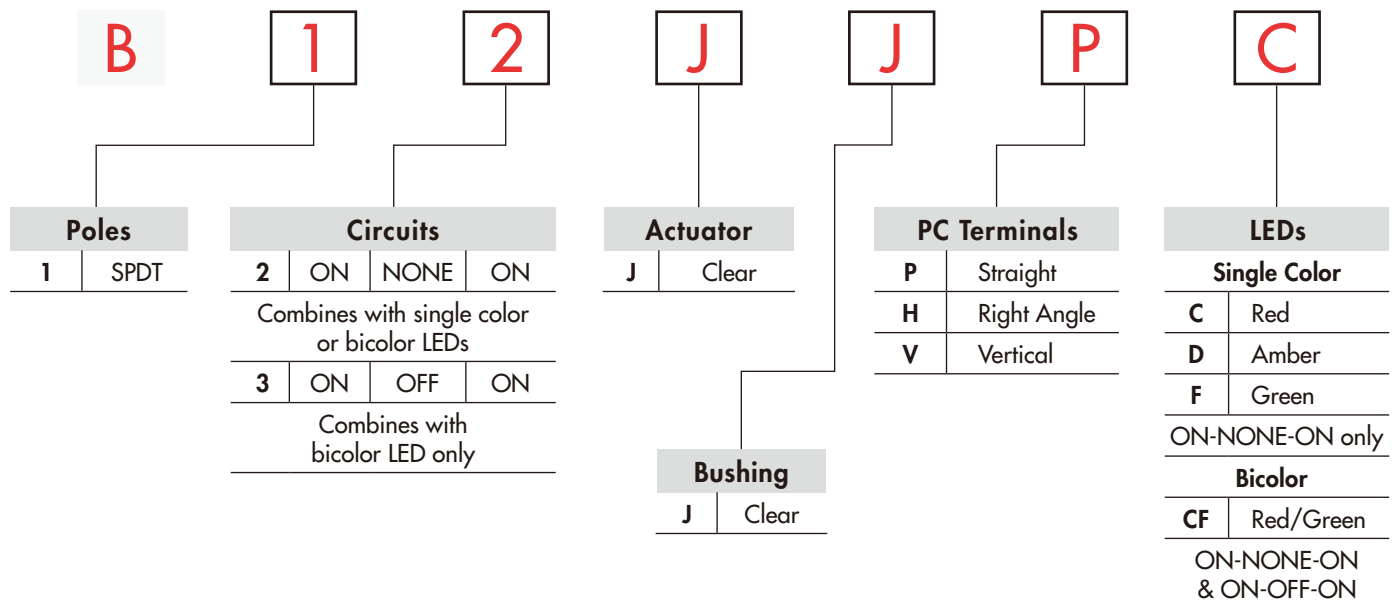 B 1 2 J J P C
Poles
1 SPDT
Circuits
2 ON NONE ON
Combines with single color
or bicolor LEDs
3 ON OFF ON
Combines with
bicolor LED only
Actuator
J Clear
Bushing
J Clear
PC Terminals
P Straight
H Right Angle
V Vertical
LEDs
Single Color
C Red
D Amber
F Green
ON-NONE-ON only
Bicolor
CF Red/Green
ON-NONE-ON
& ON-OFF-ON